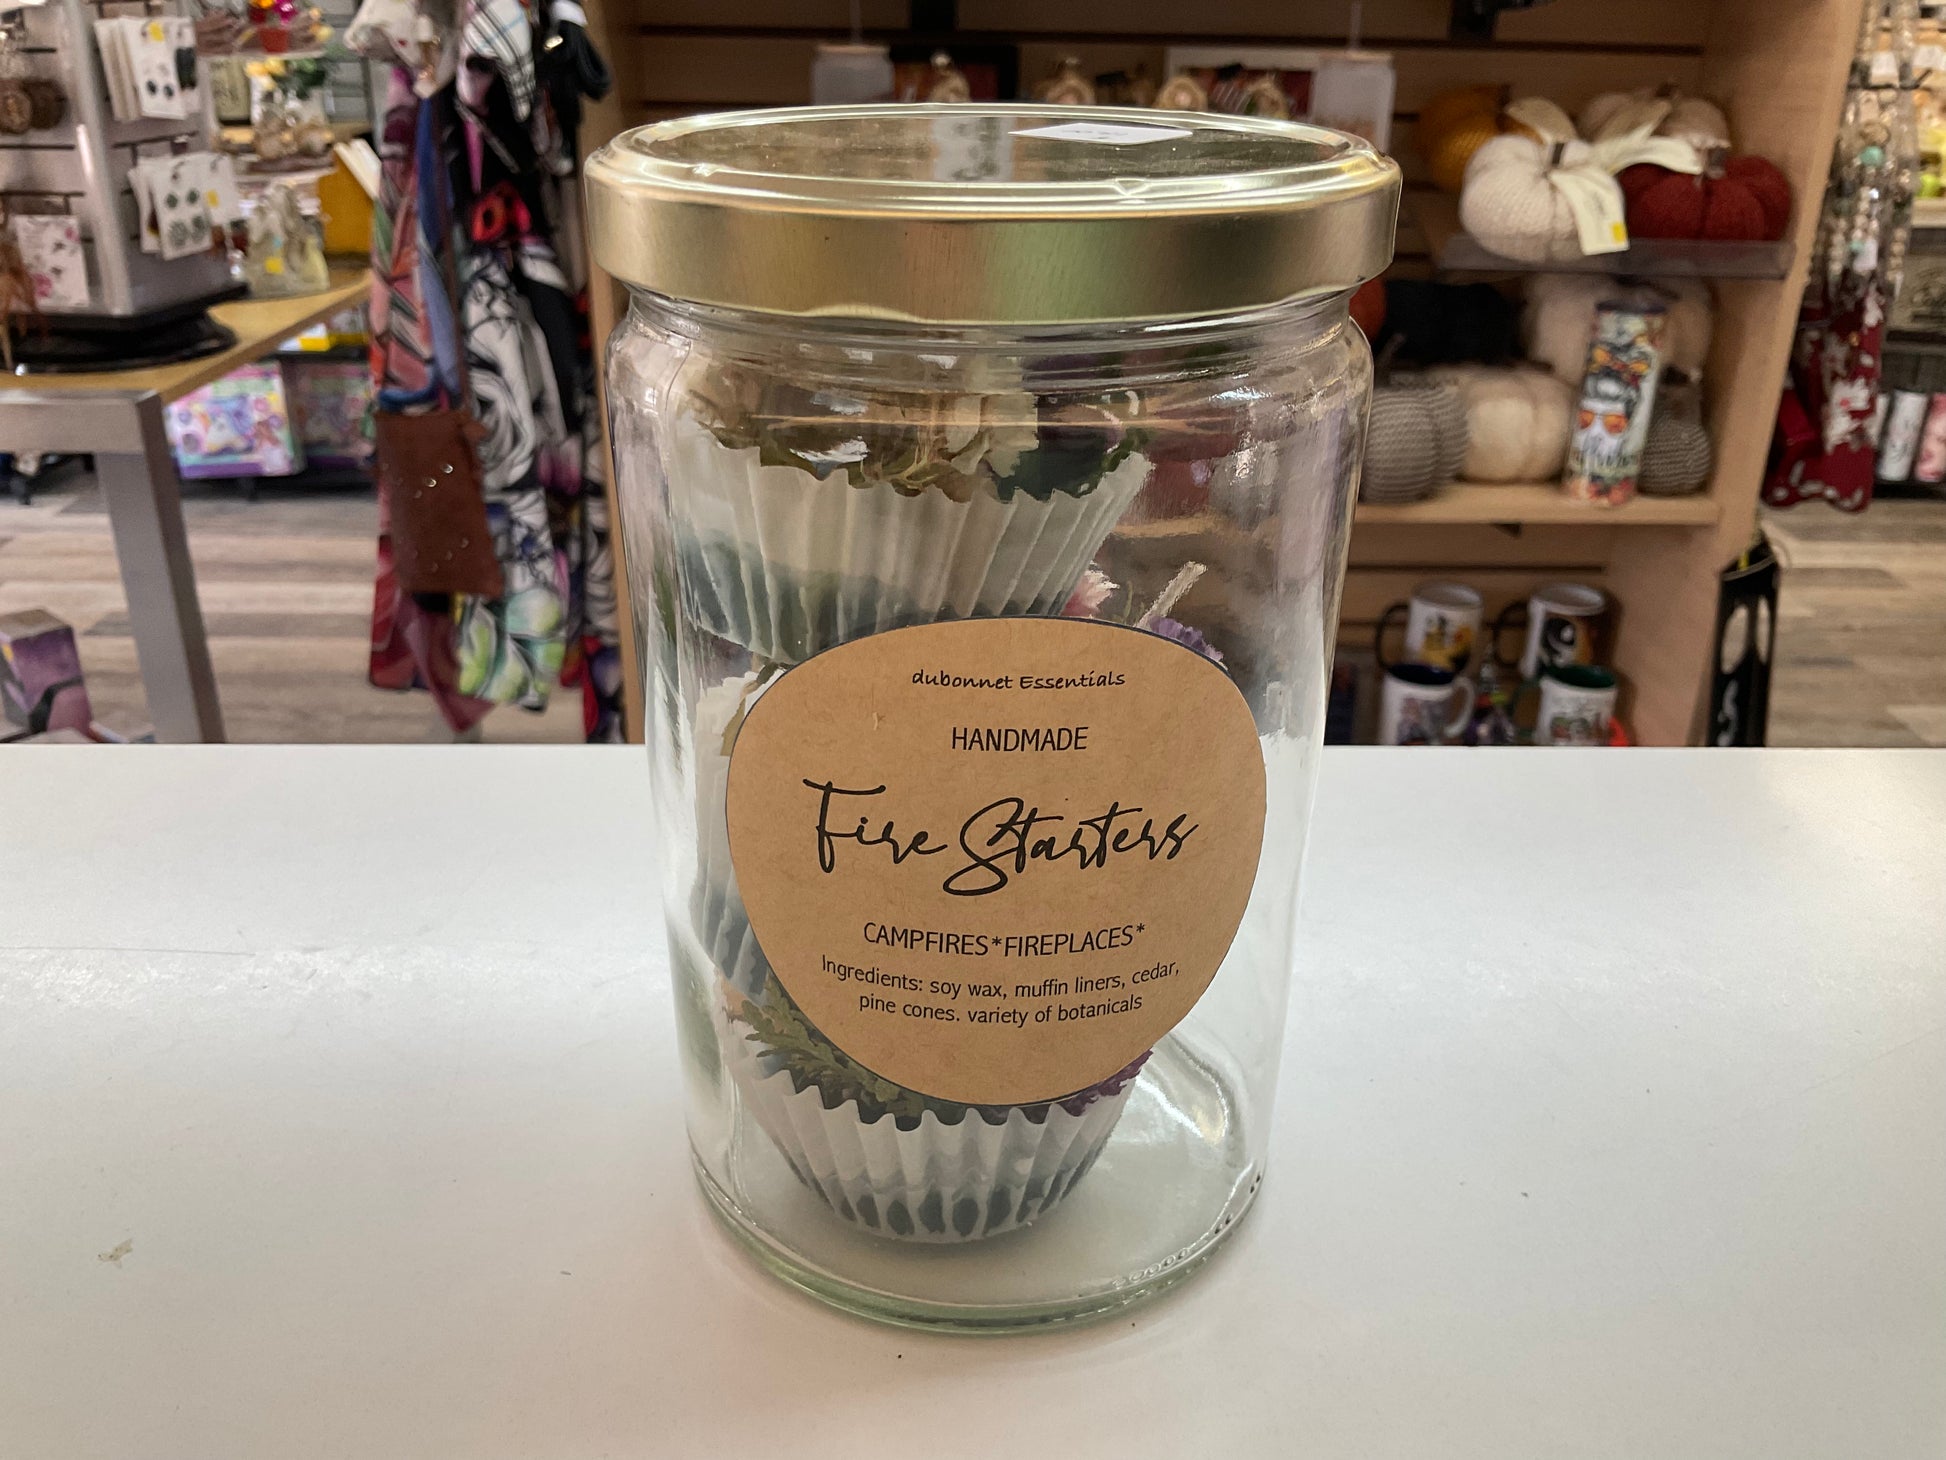 dubonnet Essentials
HANDMADE
Fire Starters
CAMPFIRES*FIREPLACES*
Ingredients: soy wax, muffin liners, cedar,
pine cones. variety of botanicals